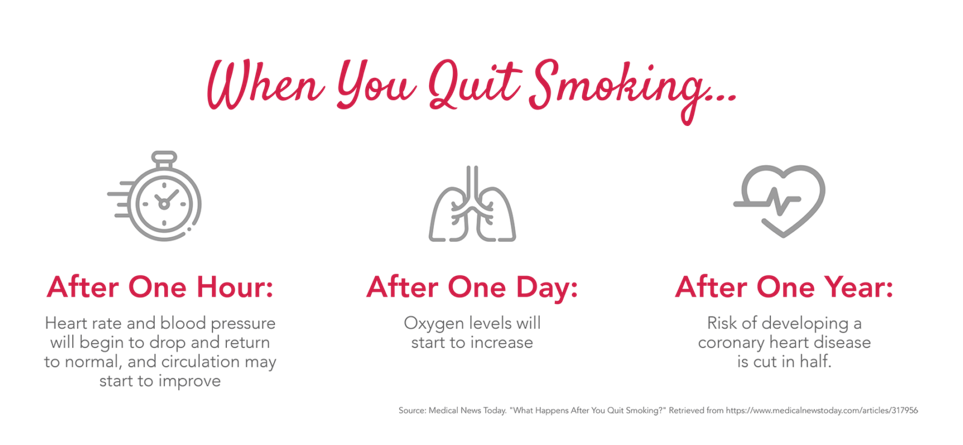 When You Quit Smoking...
After One Hour:
Heart rate and blood pressure
will begin to drop and return
to normal, and circulation may
start to improve
After One Day:
Oxygen levels will
start to increase
After One Year:
Risk of developing a
coronary heart disease
is cut in half.
Source: Medical News Today. "What Happens After You Quit Smoking?" Retrieved from https://www.medicalnewstoday.com/articles/317956